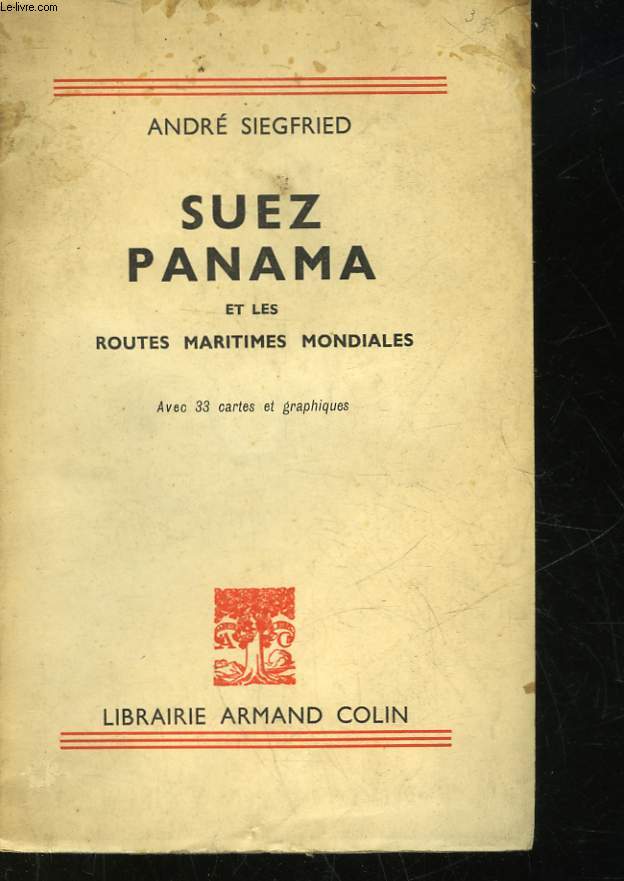 Le-livre.com
ANDRÉ SIEGFRIED
SUEZ
PANAMA
ET LES
ROUTES MARITIMES MONDIALES
Avec 33 cartes et graphiques
A C
LIBRAIRIE ARMAND COLIN